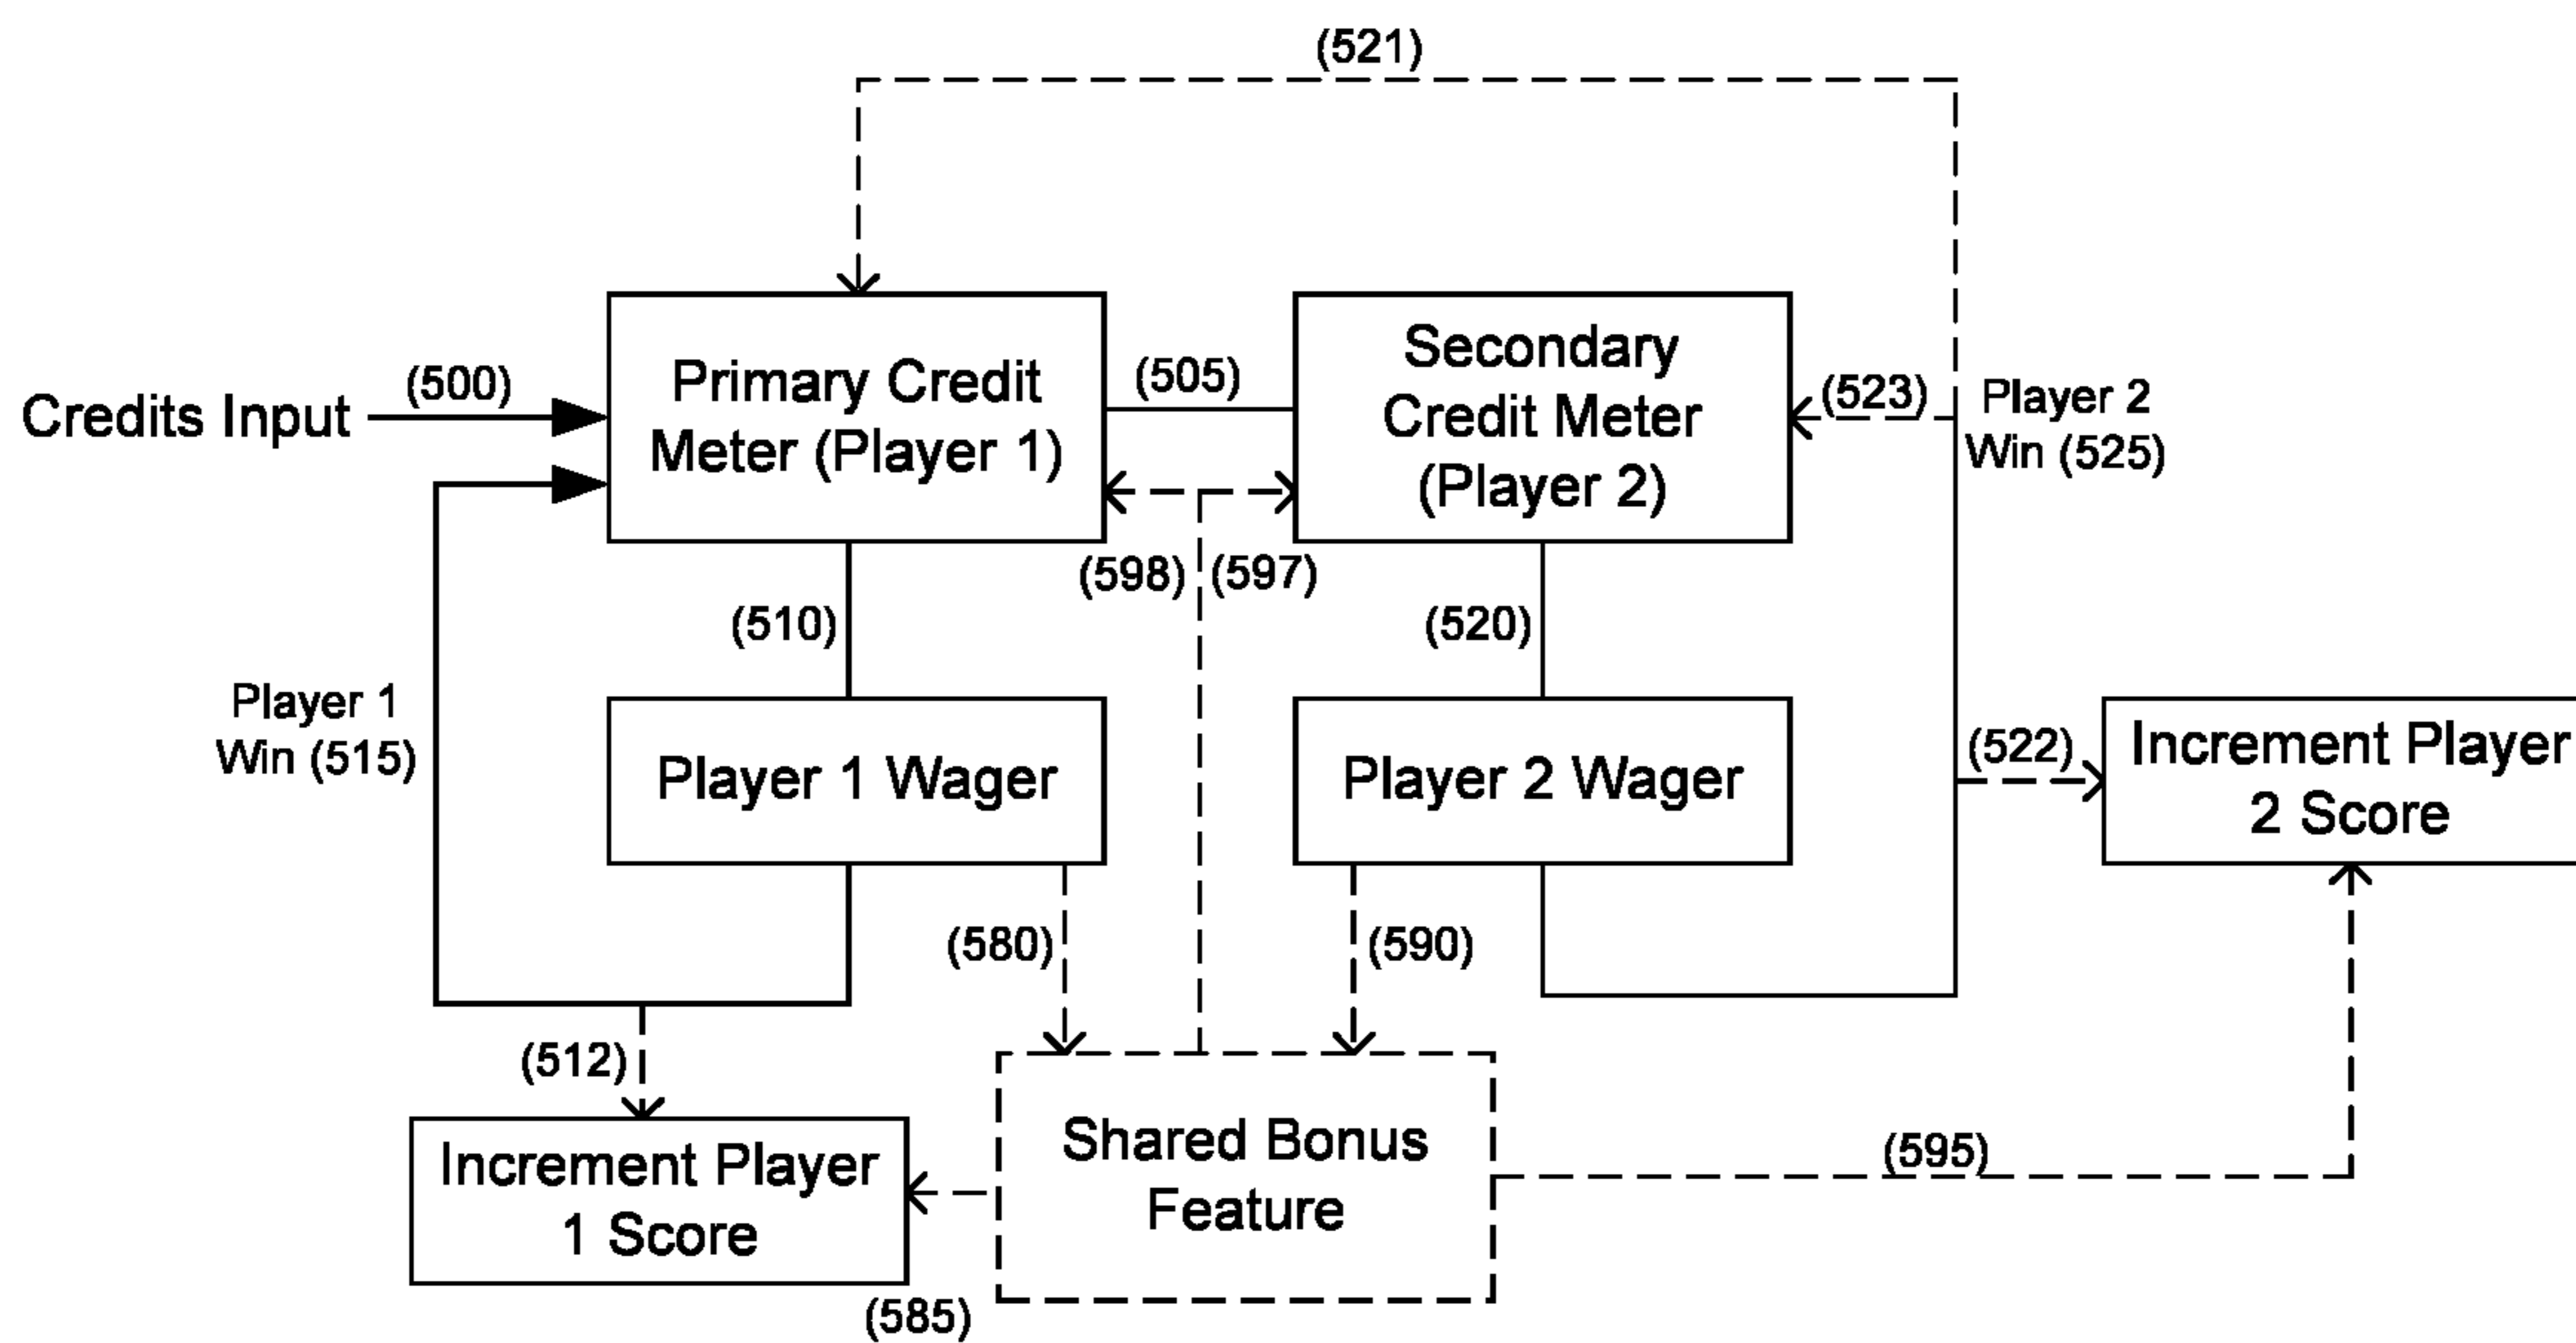 (521)
Credits Input
(500)
Primary Credit
Meter (Player 1)
(505)
Secondary
Credit Meter
(Player 2)
(523)
Player 2
Win (525)
(598)
(597)
(510)
(520)
Player 1
Win (515)
Player 1 Wager
Player 2 Wager
(522)
Increment Player
2 Score
(580)
(590)
(512)
Increment Player
1 Score
(585)
Shared Bonus
Feature
(595)